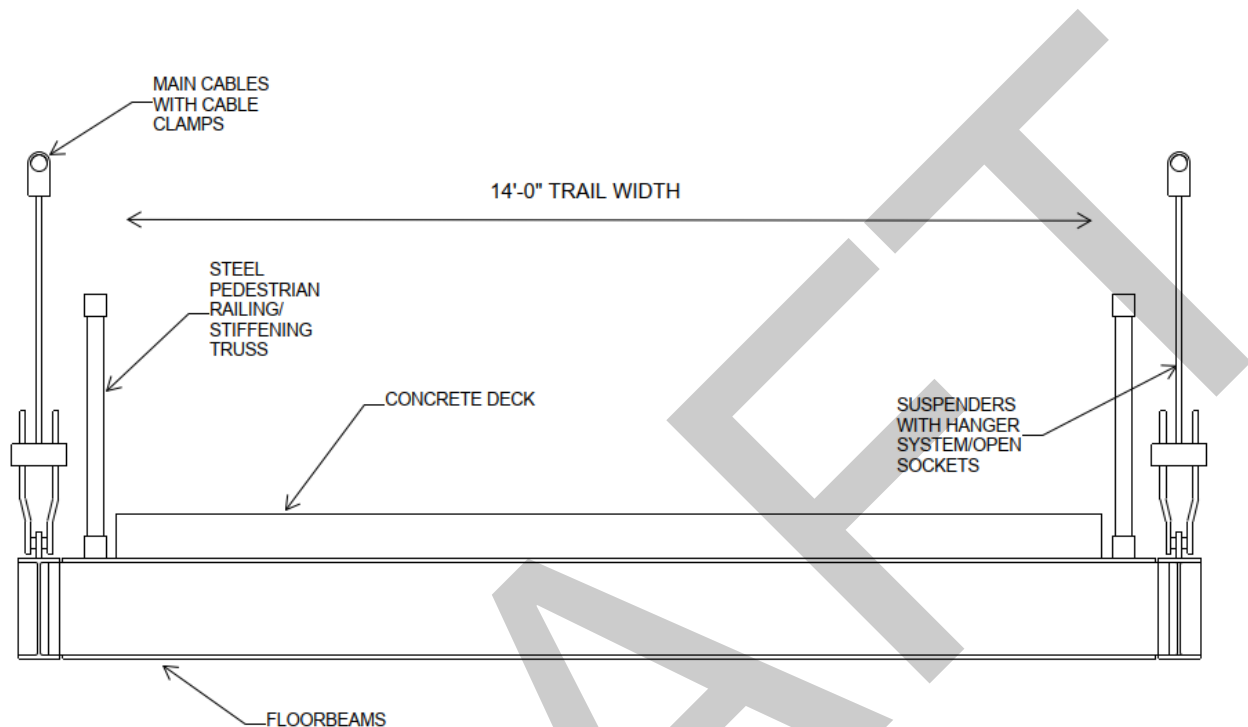 MAIN CABLES
WITH CABLE
CLAMPS
14'-0" TRAIL WIDTH
STEEL
PEDESTRIAN
RAILING/
STIFFENING
TRUSS
CONCRETE DECK
SUSPENDERS
WITH HANGER
SYSTEM/OPEN
SOCKETS
FLOORBEAMS
AFT